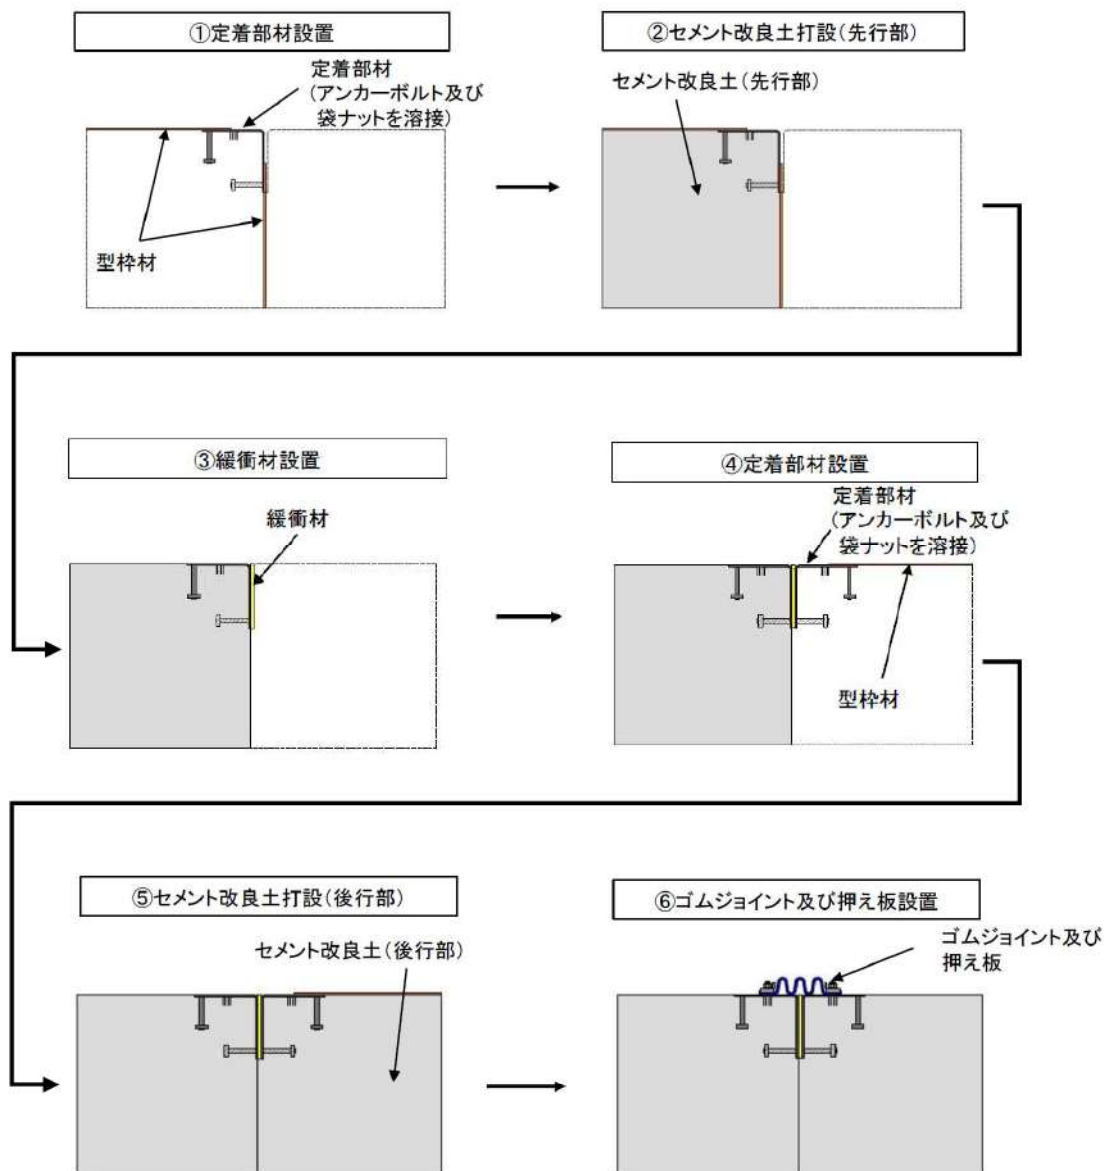 ①定着部材設置
定着部材
(アンカーボルト及び
袋ナットを溶接)
型枠材
②セメント改良土打設(先行部)
セメント改良土(先行部)
③緩衝材設置
緩衝材
④定着部材設置
定着部材
(アンカーボルト及び
袋ナットを溶接)
型枠材
⑤セメント改良土打設(後行部)
セメント改良土(後行部)
⑥ゴムジョイント及び押え板設置
ゴムジョイント及び
押え板